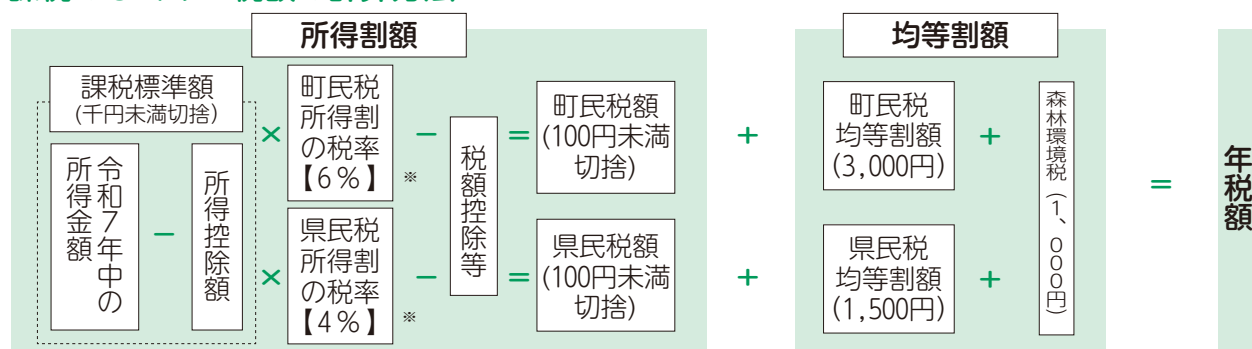 所得割額
均等割額
課税標準額
(千円未満切捨)
令和7年中の
所得金額
−
所得控除額
×
町民税
所得割
の税率
【6%】
※
×
県民税
所得割
の税率
【4%】
※
−
−
税額控除等
＝
町民税額
(100円未満
切捨)
＝
県民税額
(100円未満
切捨)
+
+
町民税
均等割額
(3,000円)
県民税
均等割額
(1,500円)
+
+
森林環境税（1、000円）
＝
年税額